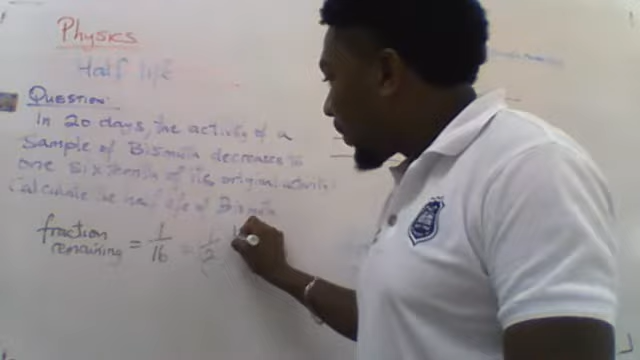 Physics
Half life
QUESTION:
In 20 days, the activity of a
Sample of Bismuth decreases to
one sixteenth of its original activity.
Calculate the half life of Bismuth
fraction
remaining = 1/16 = 1/2